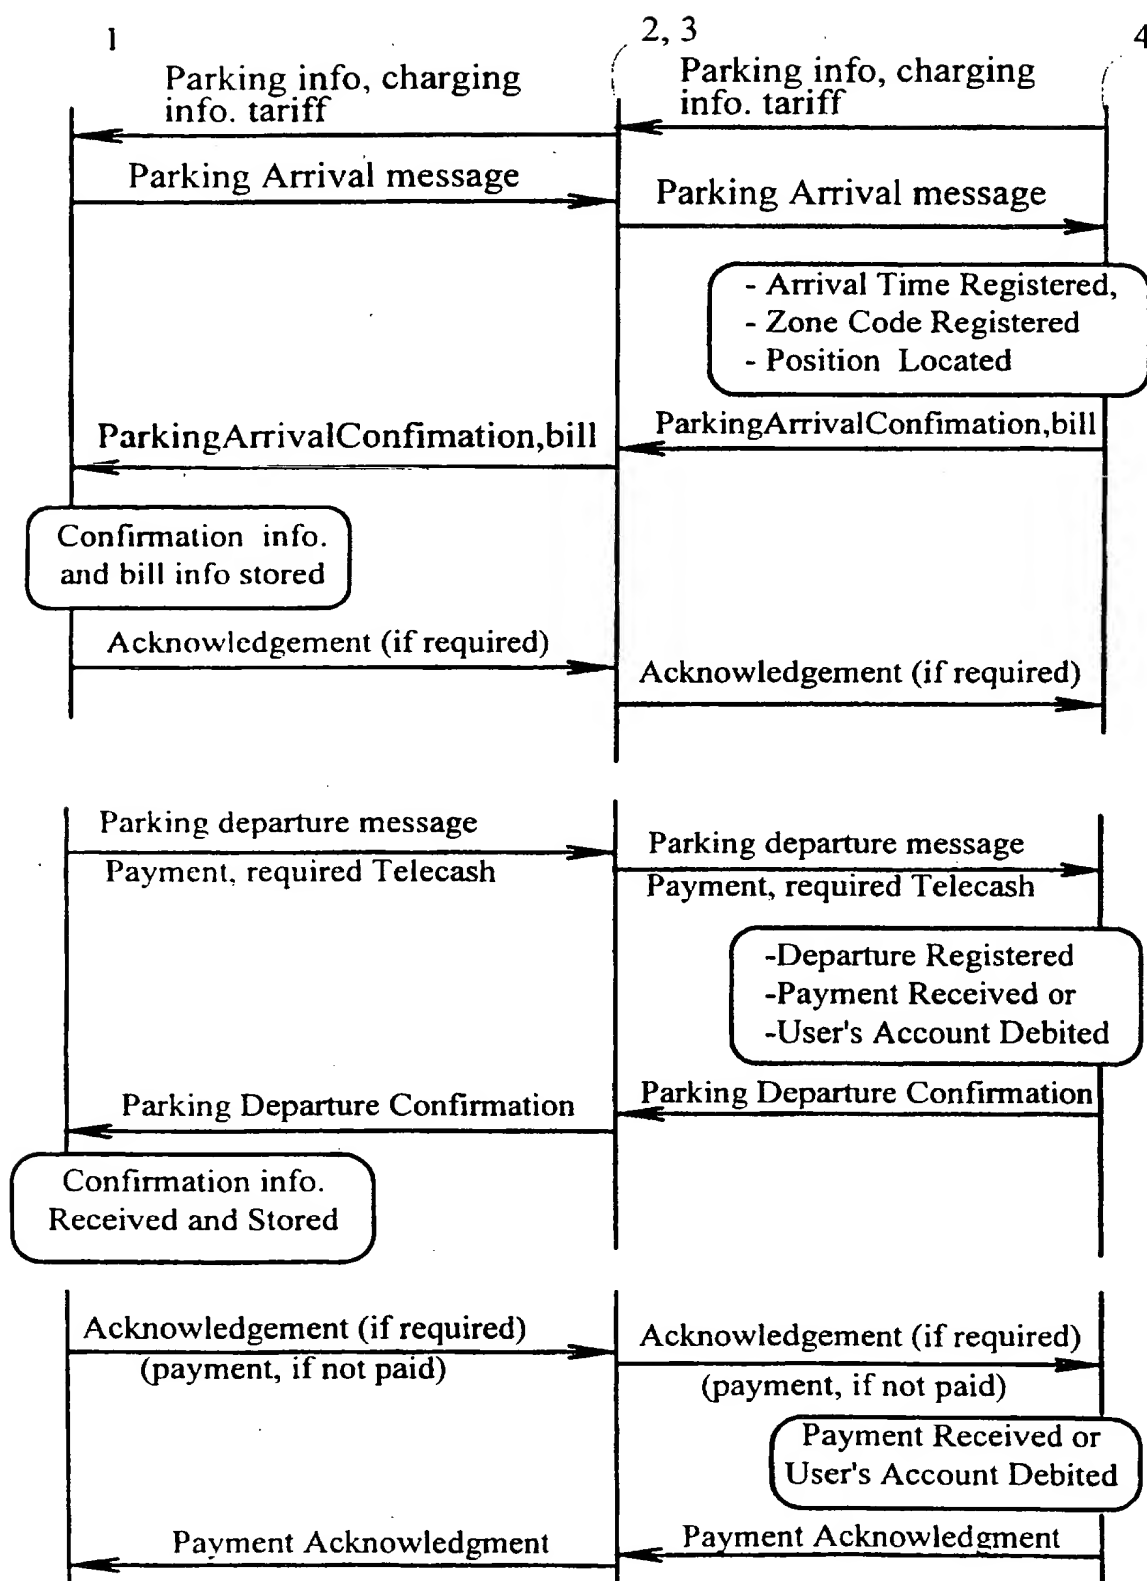 1
2, 3
4
Parking info, charging
info. tariff
Parking info, charging
info. tariff
Parking Arrival message
Parking Arrival message
- Arrival Time Registered,
- Zone Code Registered
- Position Located
ParkingArrivalConfimation,bill
ParkingArrivalConfimation,bill
Confirmation info.
and bill info stored
Acknowledgement (if required)
Acknowledgement (if required)
Parking departure message
Payment, required Telecash
Parking departure message
Payment, required Telecash
-Departure Registered
-Payment Received or
-User's Account Debited
Parking Departure Confirmation
Parking Departure Confirmation
Confirmation info.
Received and Stored
Acknowledgement (if required)
(payment, if not paid)
Acknowledgement (if required)
(payment, if not paid)
Payment Received or
User's Account Debited
Payment Acknowledgment
Payment Acknowledgment